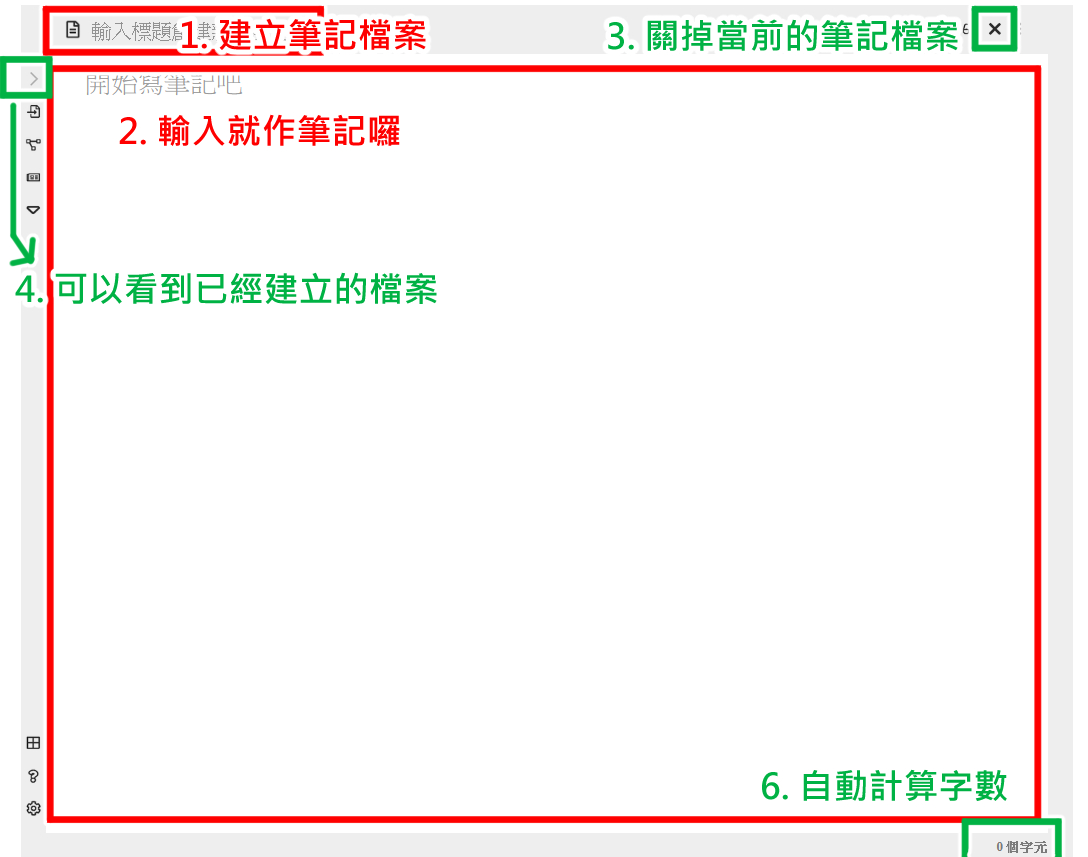 輸入標題
1. 建立筆記檔案
3. 關掉當前的筆記檔案
開始寫筆記吧
2. 輸入就作筆記囉
4. 可以看到已經建立的檔案
6. 自動計算字數
0 個字元